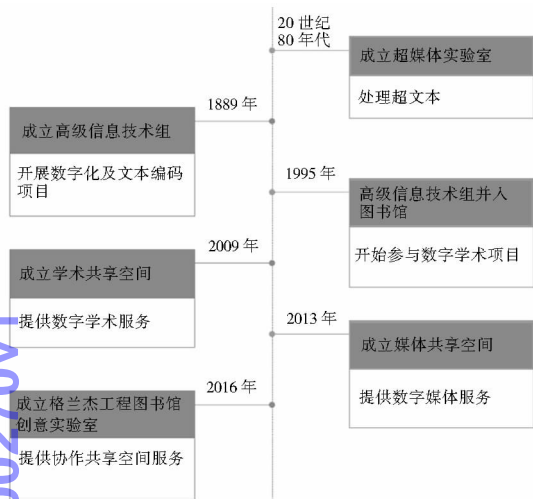 20 世纪
80 年代
成立超媒体实验室
处理超文本
1889 年
成立高级信息技术组
开展数字化及文本编码
项目
1995 年
高级信息技术组并入
图书馆
开始参与数字学术项目
2009 年
成立学术共享空间
提供数字学术服务
2013 年
成立媒体共享空间
提供数字媒体服务
2016 年
成立格兰杰工程图书馆
创意实验室
提供协作共享空间服务